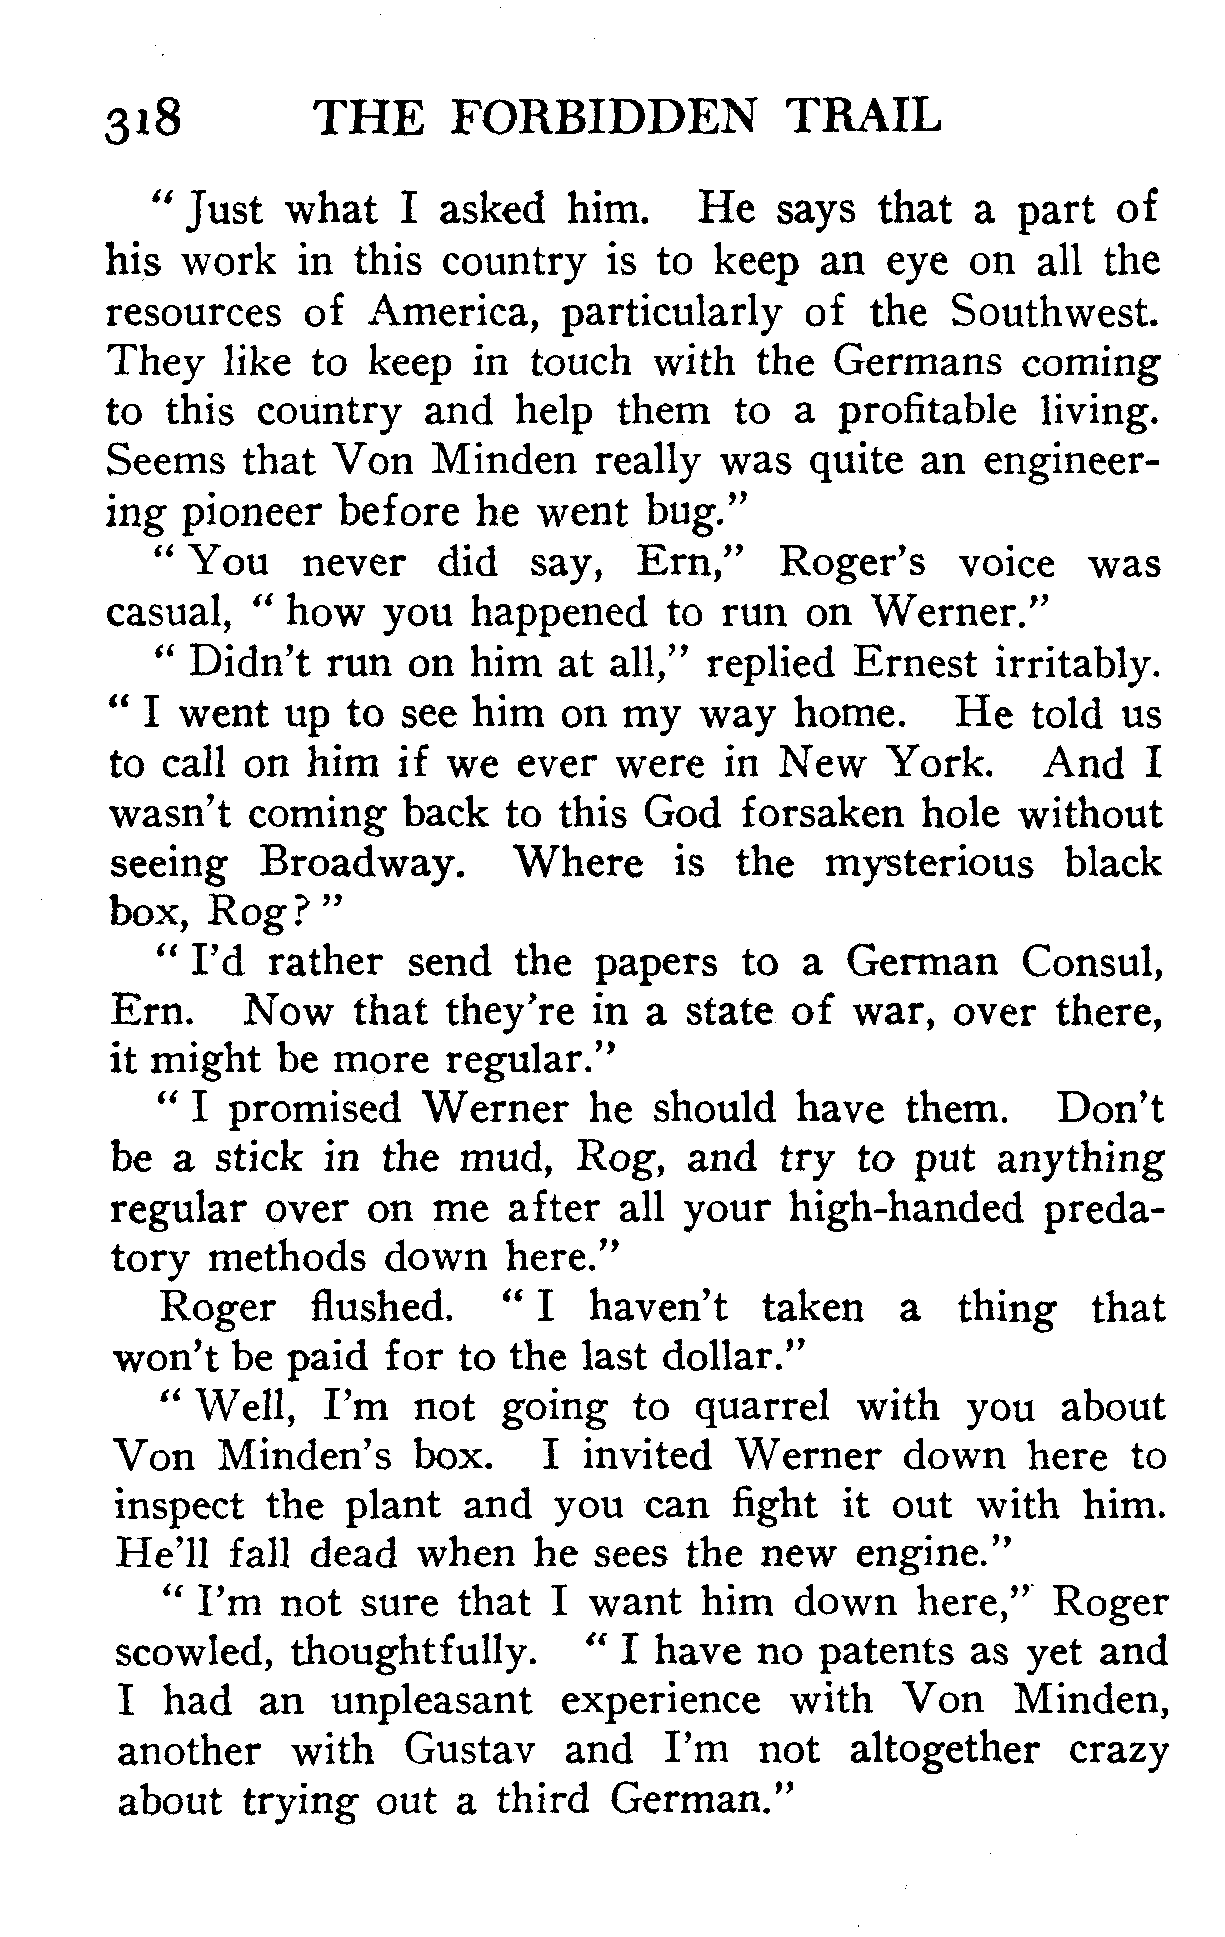 318 THE FORBIDDEN TRAIL
" Just what I asked him. He says that a part of
his work in this country is to keep an eye on all the
resources of America, particularly of the Southwest.
They like to keep in touch with the Germans coming
to this country and help them to a profitable living.
Seems that Von Minden really was quite an engineer-
ing pioneer before he went bug."
" You never did say, Ern," Roger's voice was
casual, " how you happened to run on Werner."
" Didn't run on him at all," replied Ernest irritably.
" I went up to see him on my way home. He told us
to call on him if we ever were in New York. And I
wasn't coming back to this God forsaken hole without
seeing Broadway. Where is the mysterious black
box, Rog? "
" I'd rather send the papers to a German Consul,
Ern. Now that they're in a state of war, over there,
it might be more regular."
" I promised Werner he should have them. Don't
be a stick in the mud, Rog, and try to put anything
regular over on me after all your high-handed preda-
tory methods down here."
Roger flushed. " I haven't taken a thing that
won't be paid for to the last dollar."
" Well, I'm not going to quarrel with you about
Von Minden's box. I invited Werner down here to
inspect the plant and you can fight it out with him.
He'll fall dead when he sees the new engine."
" I'm not sure that I want him down here," Roger
scowled, thoughtfully. " I have no patents as yet and
I had an unpleasant experience with Von Minden,
another with Gustav and I'm not altogether crazy
about trying out a third German."